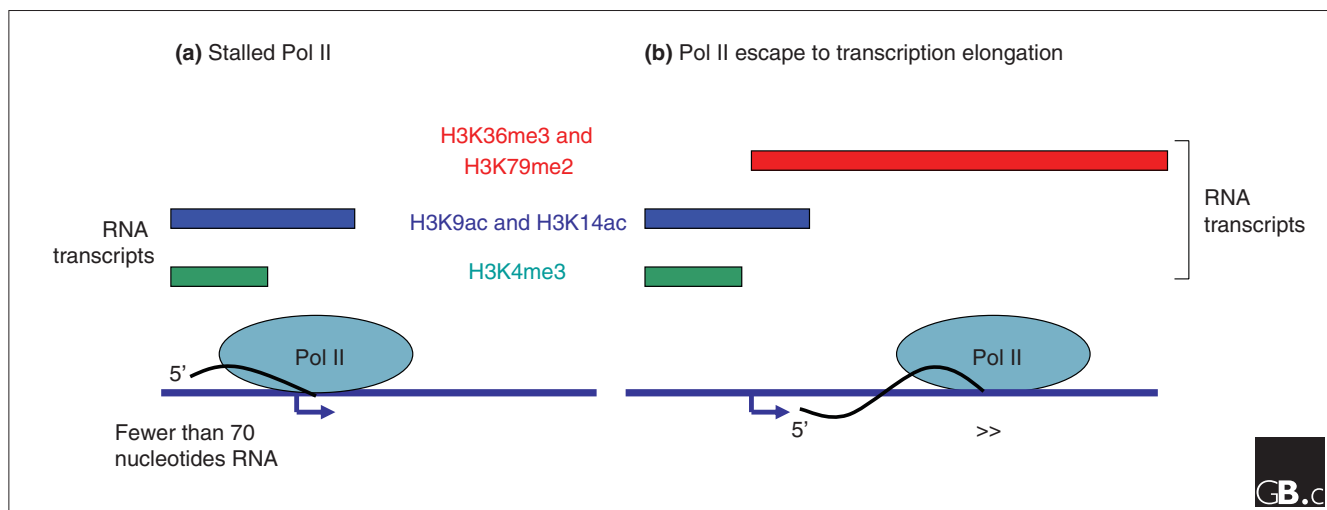 (a) Stalled Pol II
(b) Pol II escape to transcription elongation
H3K36me3 and
H3K79me2
RNA
transcripts
H3K9ac and H3K14ac
RNA
transcripts
H3K4me3
Pol II
Pol II
5’
5’
>>
Fewer than 70
nucleotides RNA
GB.c